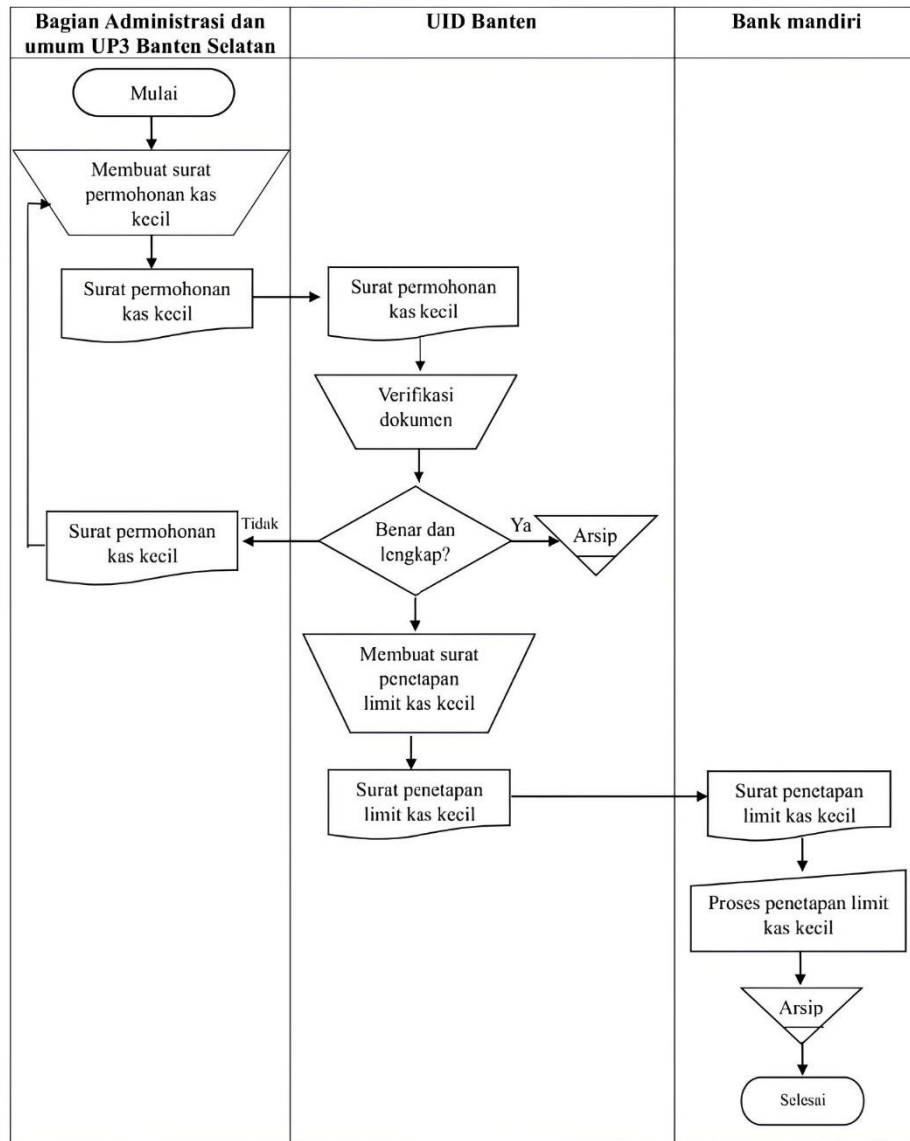 Bagian Administrasi dan
umum UP3 Banten Selatan
UID Banten
Bank mandiri
Mulai
Membuat surat
permohonan kas
kecil
Surat permohonan
kas kecil
Surat permohonan
kas kecil
Verifikasi
dokumen
Benar dan
lengkap?
Tidak
Surat permohonan
kas kecil
Ya
Arsip
Membuat surat
penetapan
limit kas kecil
Surat penetapan
limit kas kecil
Surat penetapan
limit kas kecil
Proses penetapan limit
kas kecil
Arsip
Selesai